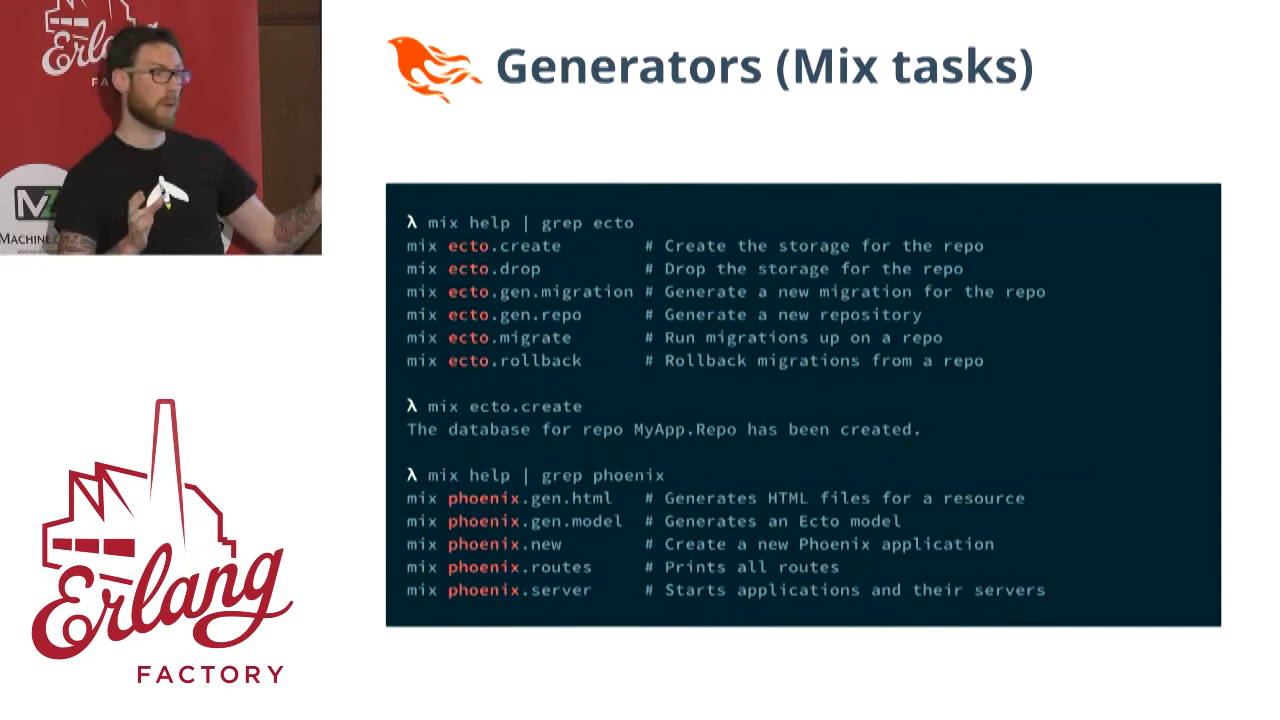 Erlang
FA
MZ
MACHINE Z
Generators (Mix tasks)
λ mix help | grep ecto
mix ecto.create # Create the storage for the repo
mix ecto.drop # Drop the storage for the repo
mix ecto.gen.migration # Generate a new migration for the repo
mix ecto.gen.repo # Generate a new repository
mix ecto.migrate # Run migrations up on a repo
mix ecto.rollback # Rollback migrations from a repo
λ mix ecto.create
The database for repo MyApp.Repo has been created.
λ mix help | grep phoenix
mix phoenix.gen.html # Generates HTML files for a resource
mix phoenix.gen.model # Generates an Ecto model
mix phoenix.new # Create a new Phoenix application
mix phoenix.routes # Prints all routes
mix phoenix.server # Starts applications and their servers
Erlang
FACTORY